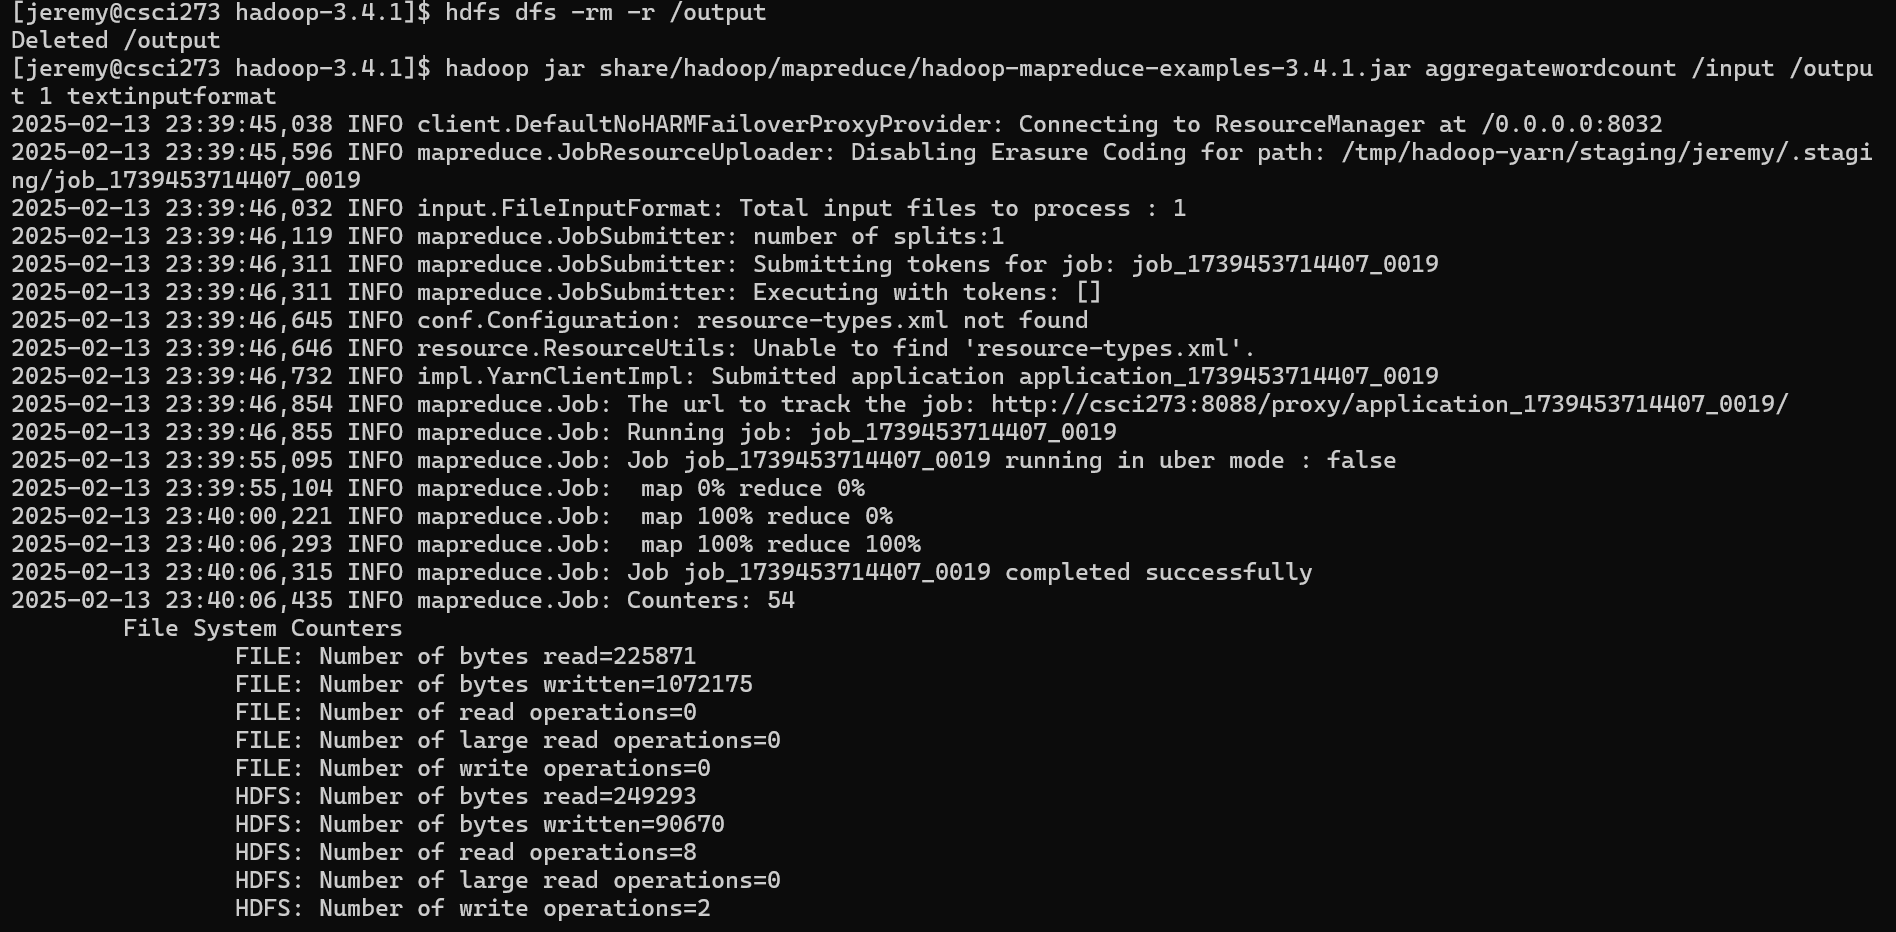 [jeremy@csci273 hadoop-3.4.1]$ hdfs dfs -rm -r /output
Deleted /output
[jeremy@csci273 hadoop-3.4.1]$ hadoop jar share/hadoop/mapreduce/hadoop-mapreduce-examples-3.4.1.jar aggregatewordcount /input /outpu
t 1 textinputformat
2025-02-13 23:39:45,038 INFO client.DefaultNoHARMFailoverProxyProvider: Connecting to ResourceManager at /0.0.0.0:8032
2025-02-13 23:39:45,596 INFO mapreduce.JobResourceUploader: Disabling Erasure Coding for path: /tmp/hadoop-yarn/staging/jeremy/.stagi
ng/job_1739453714407_0019
2025-02-13 23:39:46,032 INFO input.FileInputFormat: Total input files to process : 1
2025-02-13 23:39:46,119 INFO mapreduce.JobSubmitter: number of splits:1
2025-02-13 23:39:46,311 INFO mapreduce.JobSubmitter: Submitting tokens for job: job_1739453714407_0019
2025-02-13 23:39:46,311 INFO mapreduce.JobSubmitter: Executing with tokens: []
2025-02-13 23:39:46,645 INFO conf.Configuration: resource-types.xml not found
2025-02-13 23:39:46,646 INFO resource.ResourceUtils: Unable to find 'resource-types.xml'.
2025-02-13 23:39:46,732 INFO impl.YarnClientImpl: Submitted application application_1739453714407_0019
2025-02-13 23:39:46,854 INFO mapreduce.Job: The url to track the job: http://csci273:8088/proxy/application_1739453714407_0019/
2025-02-13 23:39:46,855 INFO mapreduce.Job: Running job: job_1739453714407_0019
2025-02-13 23:39:55,095 INFO mapreduce.Job: Job job_1739453714407_0019 running in uber mode : false
2025-02-13 23:39:55,104 INFO mapreduce.Job:  map 0% reduce 0%
2025-02-13 23:40:00,221 INFO mapreduce.Job:  map 100% reduce 0%
2025-02-13 23:40:06,293 INFO mapreduce.Job:  map 100% reduce 100%
2025-02-13 23:40:06,315 INFO mapreduce.Job: Job job_1739453714407_0019 completed successfully
2025-02-13 23:40:06,435 INFO mapreduce.Job: Counters: 54
File System Counters
FILE: Number of bytes read=225871
FILE: Number of bytes written=1072175
FILE: Number of read operations=0
FILE: Number of large read operations=0
FILE: Number of write operations=0
HDFS: Number of bytes read=249293
HDFS: Number of bytes written=90670
HDFS: Number of read operations=8
HDFS: Number of large read operations=0
HDFS: Number of write operations=2